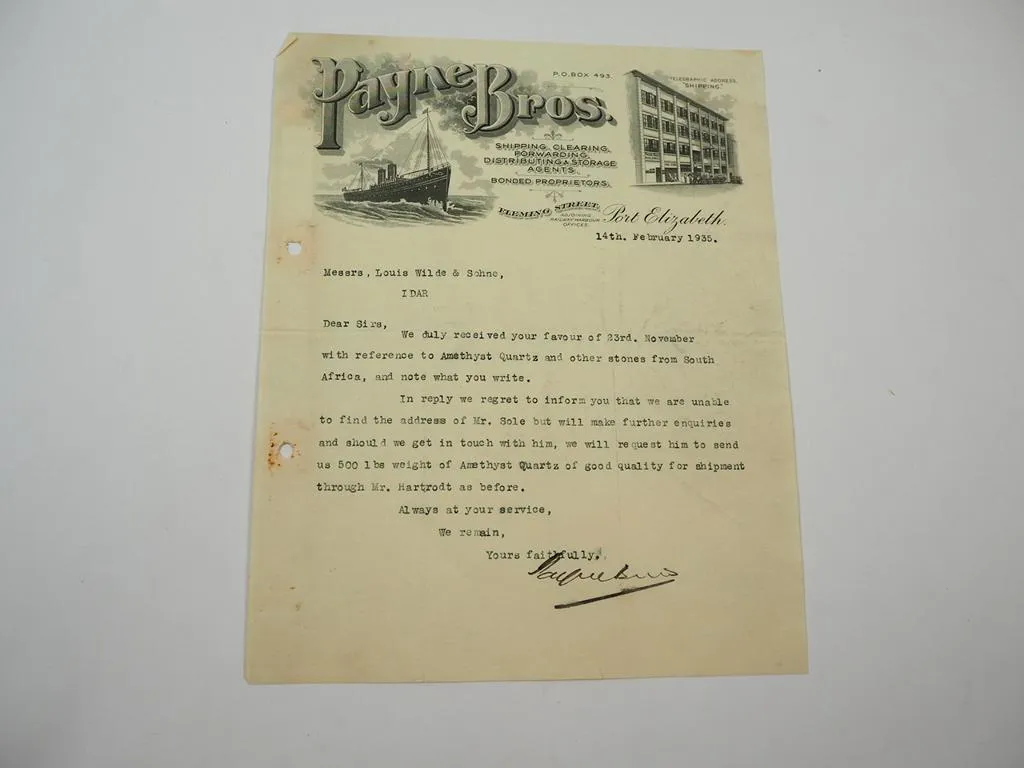 Payne Bros.
P.O. BOX 493.
TELEGRAPHIC ADDRESS,
"SHIPPING."
SHIPPING, CLEARING,
FORWARDING,
DISTRIBUTING & STORAGE
AGENTS.
BONDED PROPRIETORS.
FLEMING STREET,
ADJOINING
RAILWAY HARBOUR
OFFICES.
Port Elizabeth.
14th. February 1935.
Messrs, Louis Wilde & Sohne,
IDAR
Dear Sirs,
We duly received your favour of 23rd. November
with reference to Amethyst Quartz and other stones from South
Africa, and note what you write.
In reply we regret to inform you that we are unable
to find the address of Mr. Sole but will make further enquiries
and should we get in touch with him, we will request him to send
us 500 lbs weight of Amethyst Quartz of good quality for shipment
through Mr. Hartrodt as before.
Always at your service,
We remain,
Yours faithfully,
Payne Bros